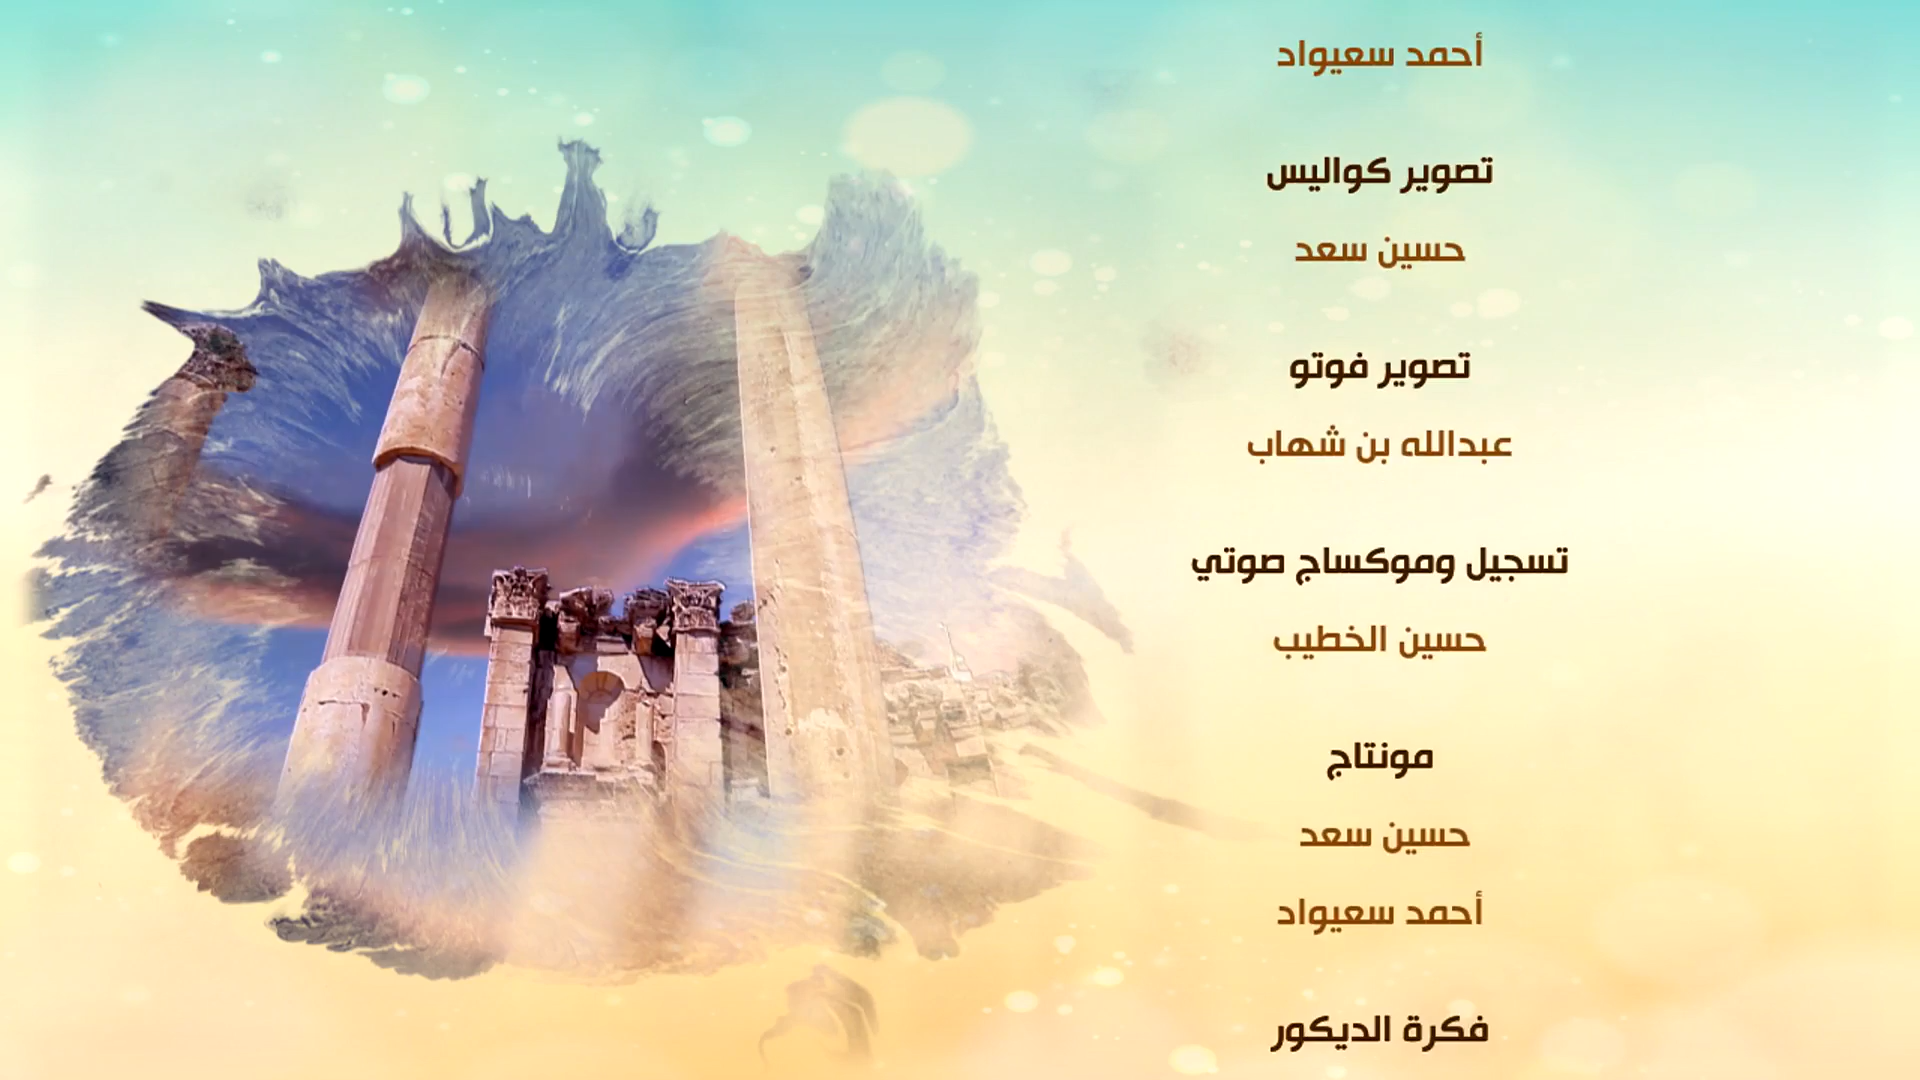 أحمد سعيواد
تصوير كواليس
حسين سعد
تصوير فوتو
عبدالله بن شهاب
تسجيل وموكساج صوتي
حسين الخطيب
مونتاج
حسين سعد
أحمد سعيواد
فكرة الديكور